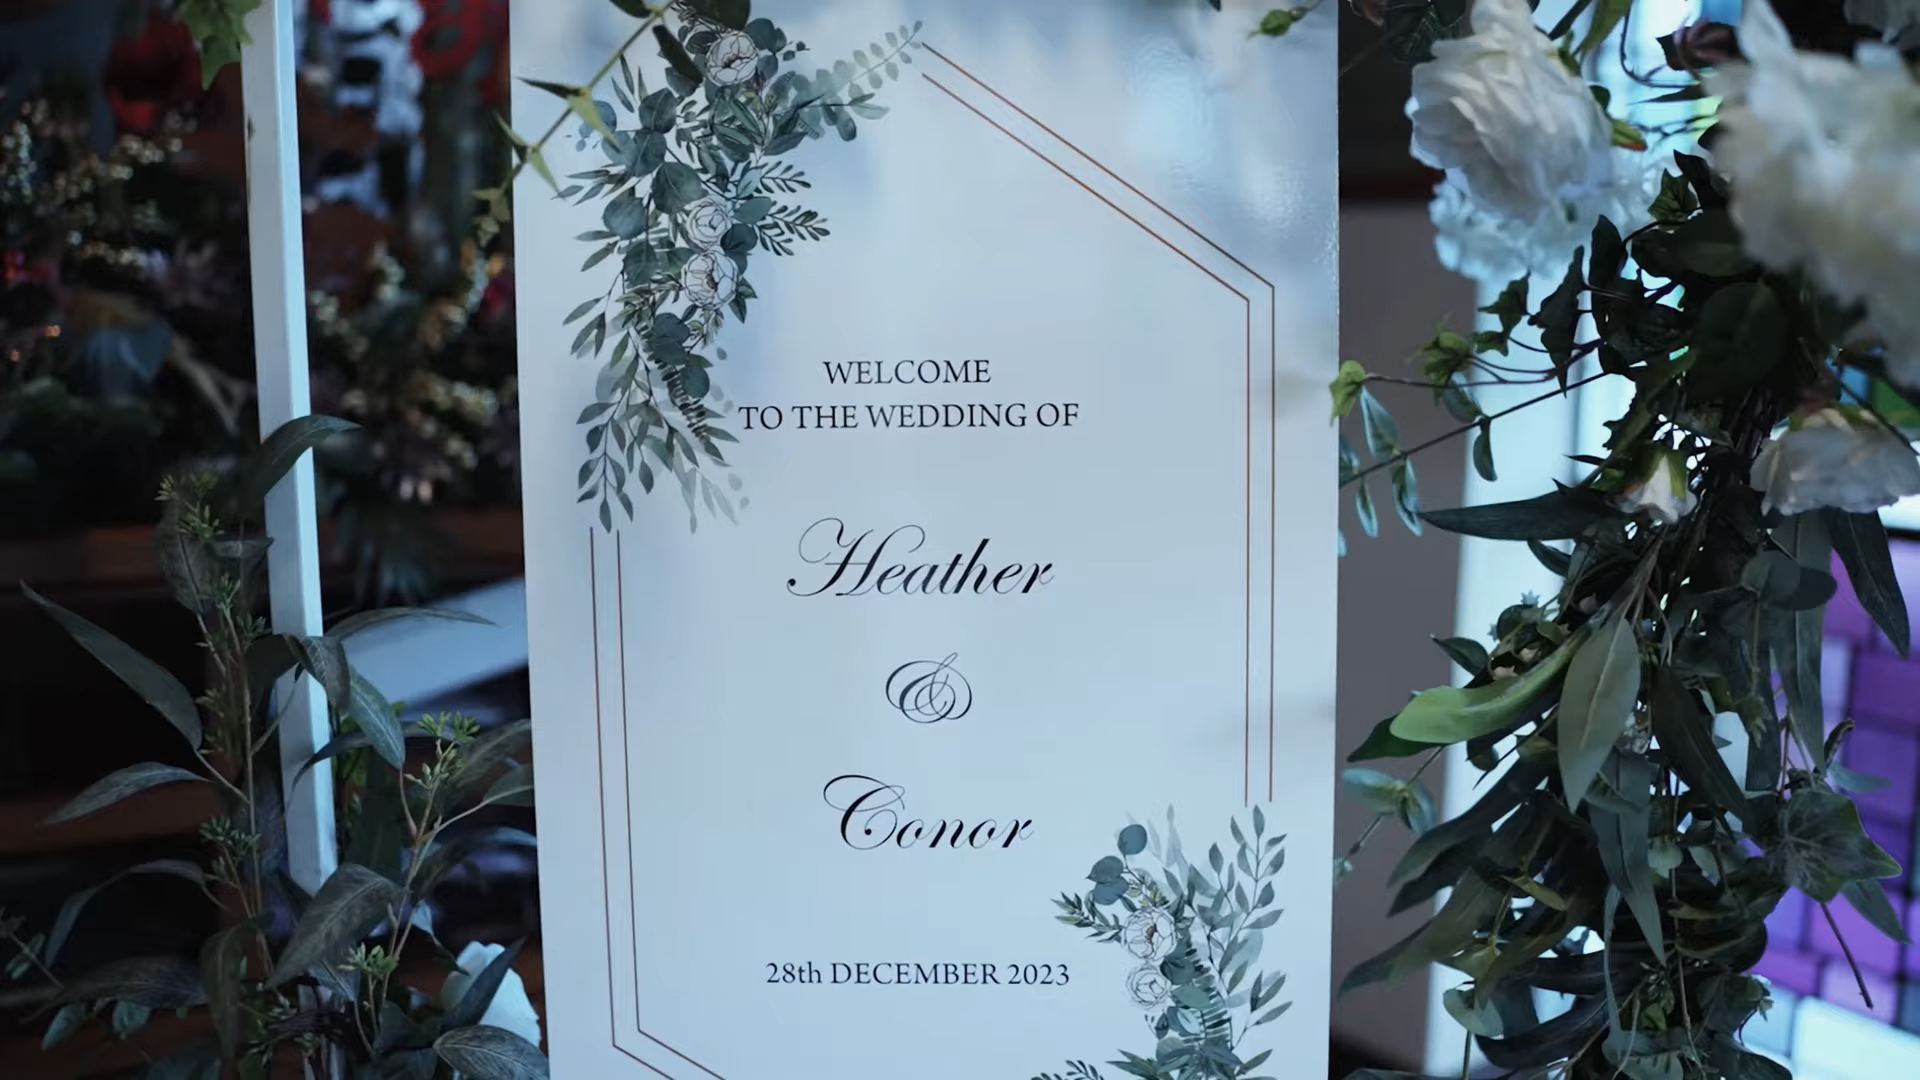 WELCOME
TO THE WEDDING OF
Heather
&
Conor
28th DECEMBER 2023